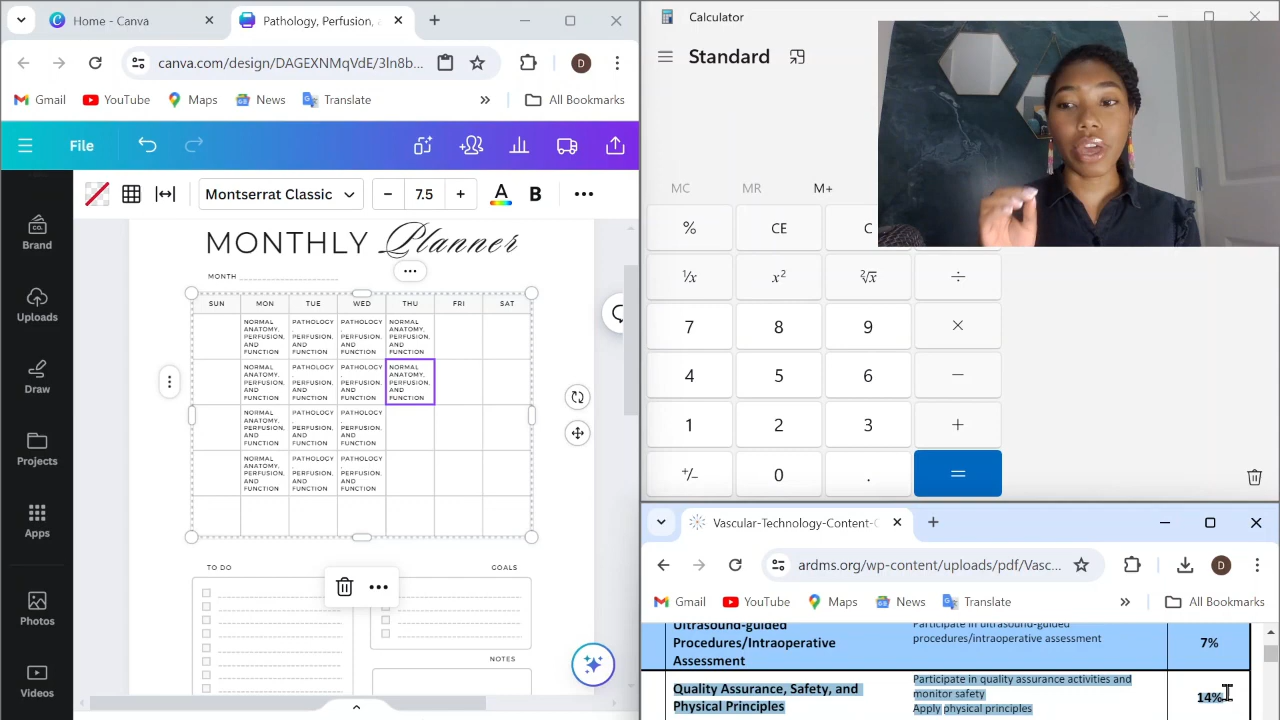 Home - Canva
Pathology, Perfusion, a
canva.com/design/DAGEXNMqVdE/3ln8b...
D
Gmail YouTube Maps News Translate » All Bookmarks
File
Montserrat Classic - 7.5 + A B
CO.
Brand
Uploads
Draw
Projects
Apps
Photos
Videos
MONTHLY Planner
MONTH
SUN MON TUE WED THU FRI SAT
NORMAL ANATOMY, PERFUSION, AND FUNCTION
PATHOLOGY, PERFUSION, AND FUNCTION
PATHOLOGY, PERFUSION, AND FUNCTION
NORMAL ANATOMY, PERFUSION, AND FUNCTION
NORMAL ANATOMY, PERFUSION, AND FUNCTION
PATHOLOGY, PERFUSION, AND FUNCTION
PATHOLOGY, PERFUSION, AND FUNCTION
NORMAL ANATOMY, PERFUSION, AND FUNCTION
NORMAL ANATOMY, PERFUSION, AND FUNCTION
PATHOLOGY, PERFUSION, AND FUNCTION
PATHOLOGY, PERFUSION, AND FUNCTION
NORMAL ANATOMY, PERFUSION, AND FUNCTION
PATHOLOGY, PERFUSION, AND FUNCTION
PATHOLOGY, PERFUSION, AND FUNCTION
TO DO
GOALS
NOTES
Calculator
Standard
MC MR M+
% CE C
¹/x x² ²√x ÷
7 8 9 ×
4 5 6 −
1 2 3 +
+/− 0 . =
Vascular-Technology-Content-O
ardms.org/wp-content/uploads/pdf/Vasc...
D
Gmail YouTube Maps News Translate » All Bookmarks
Ultrasound-guided
Procedures/Intraoperative
Assessment
Participate in ultrasound-guided
procedures/intraoperative assessment
7%
Quality Assurance, Safety, and
Physical Principles
Participate in quality assurance activities and
monitor safety
Apply physical principles
14%